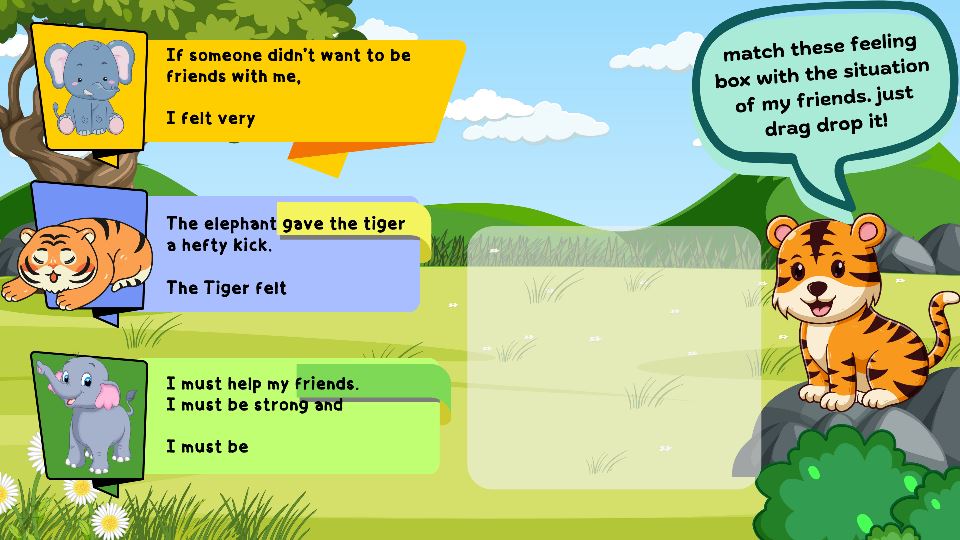 If someone didn't want to be
friends with me,
I felt very
The elephant gave the tiger
a hefty kick.
The Tiger felt
I must help my friends.
I must be strong and
I must be
match these feeling
box with the situation
of my friends. just
drag drop it!